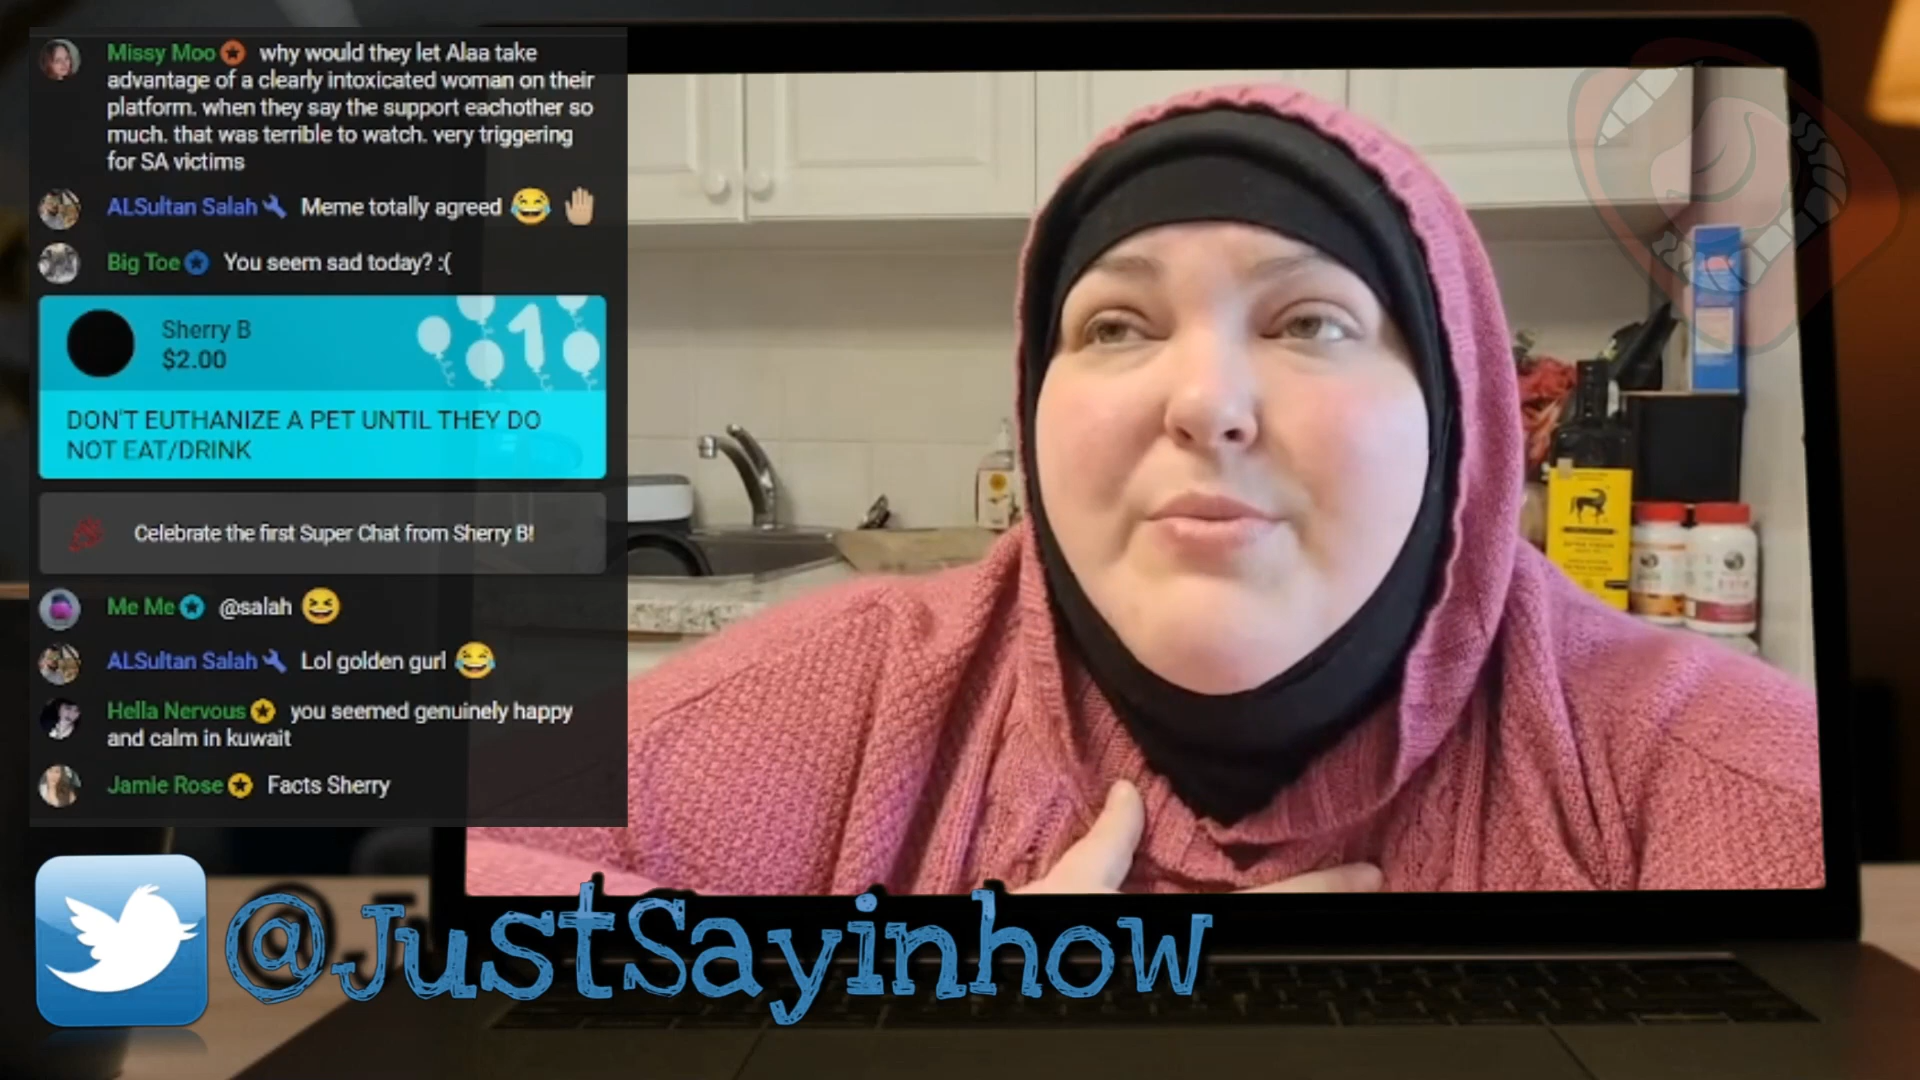 Missy Moo why would they let Alaa take
advantage of a clearly intoxicated woman on their
platform. when they say the support eachother so
much. that was terrible to watch. very triggering
for SA victims
ALSultan Salah Meme totally agreed 😂 🤚🏼
Big Toe You seem sad today? :(
Sherry B
$2.00
1
DON'T EUTHANIZE A PET UNTIL THEY DO
NOT EAT/DRINK
Celebrate the first Super Chat from Sherry B!
Me Me @salah 😆
ALSultan Salah Lol golden gurl 😂
Hella Nervous you seemed genuinely happy
and calm in kuwait
Jamie Rose Facts Sherry
@JustSayinhow